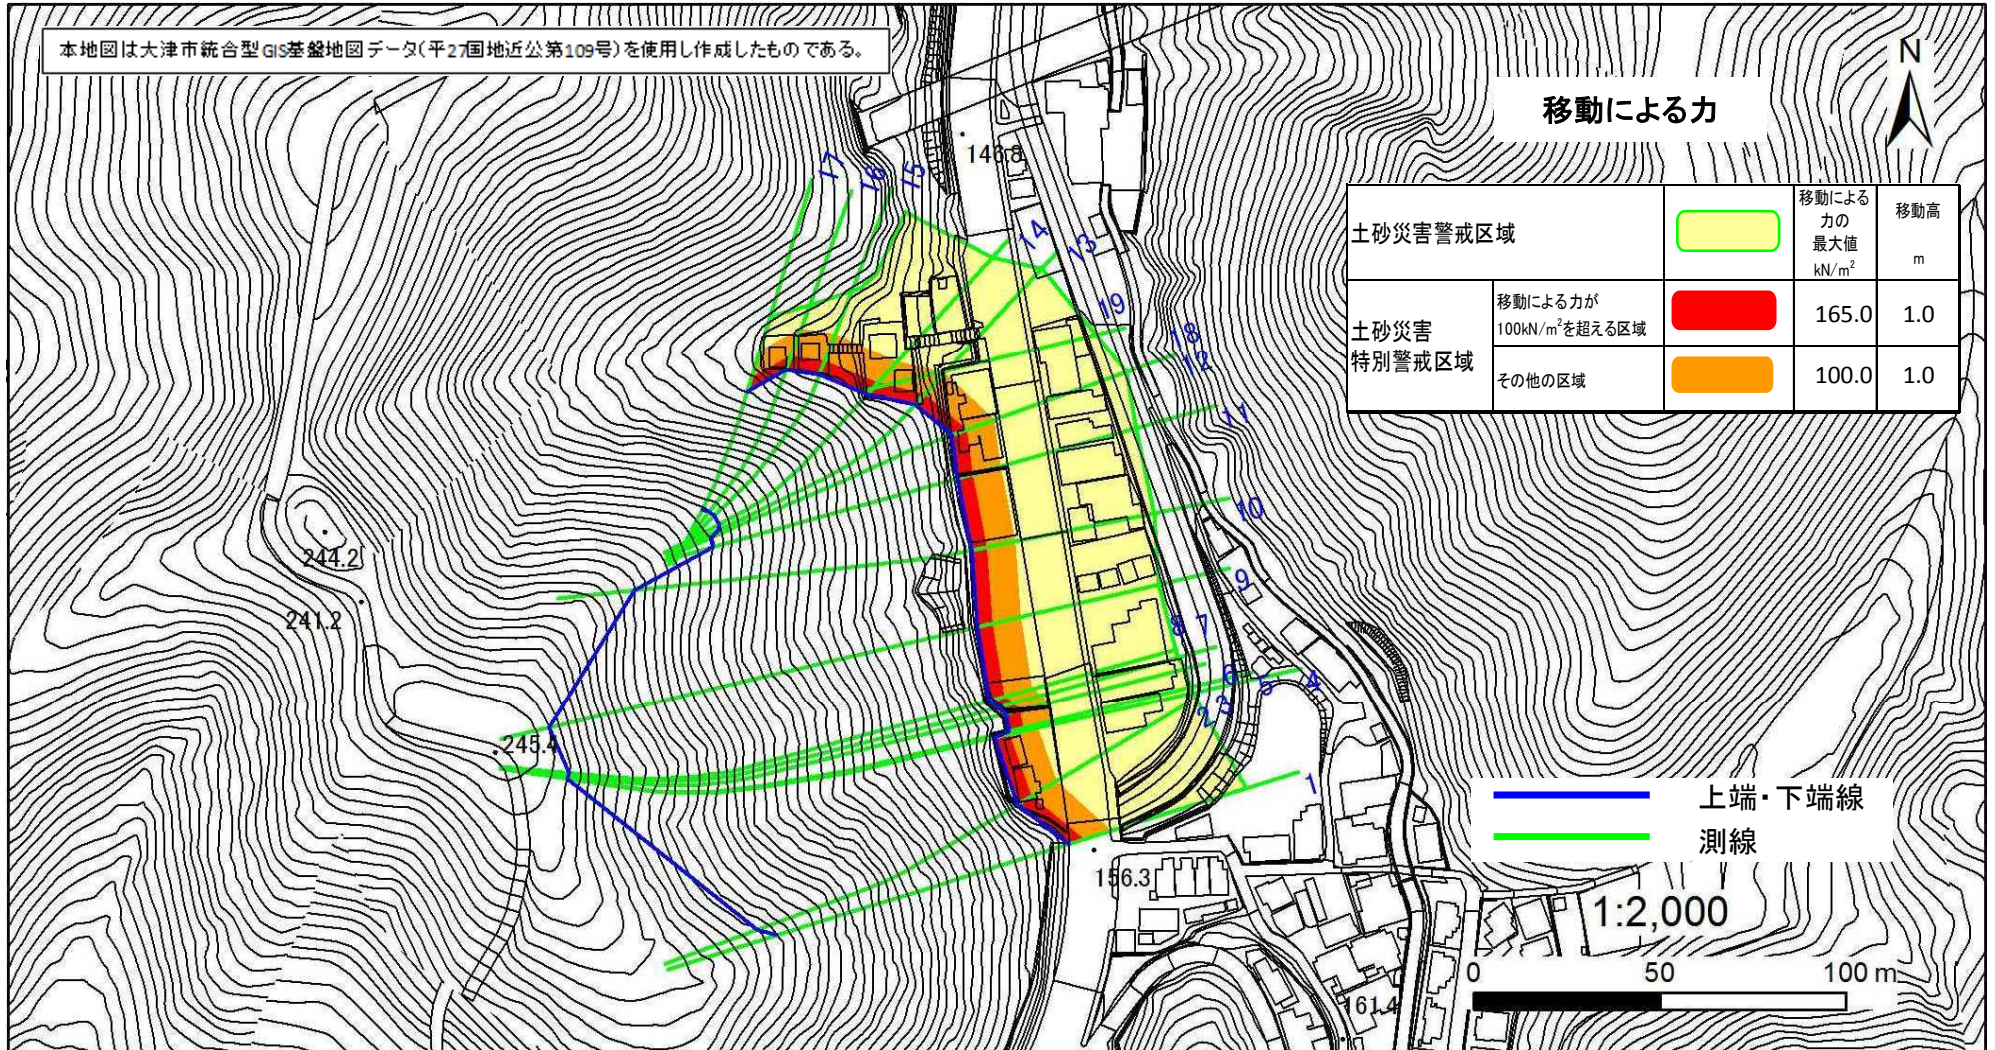 本地図は大津市統合型GIS基盤地図データ(平27国地近公第109号)を使用し作成したものである。
移動による力
N
土砂災害警戒区域
移動による
力の
最大値
kN/m²
移動高
m
土砂災害
特別警戒区域
移動による力が
100kN/m²を超える区域
165.0
1.0
その他の区域
100.0
1.0
17
16
15
146.8
14
13
19
18
12
11
10
9
8
7
6
5
4
3
2
1
244.2
241.2
245.4
156.3
161.4
上端・下端線
測線
1:2,000
0
50
100 m